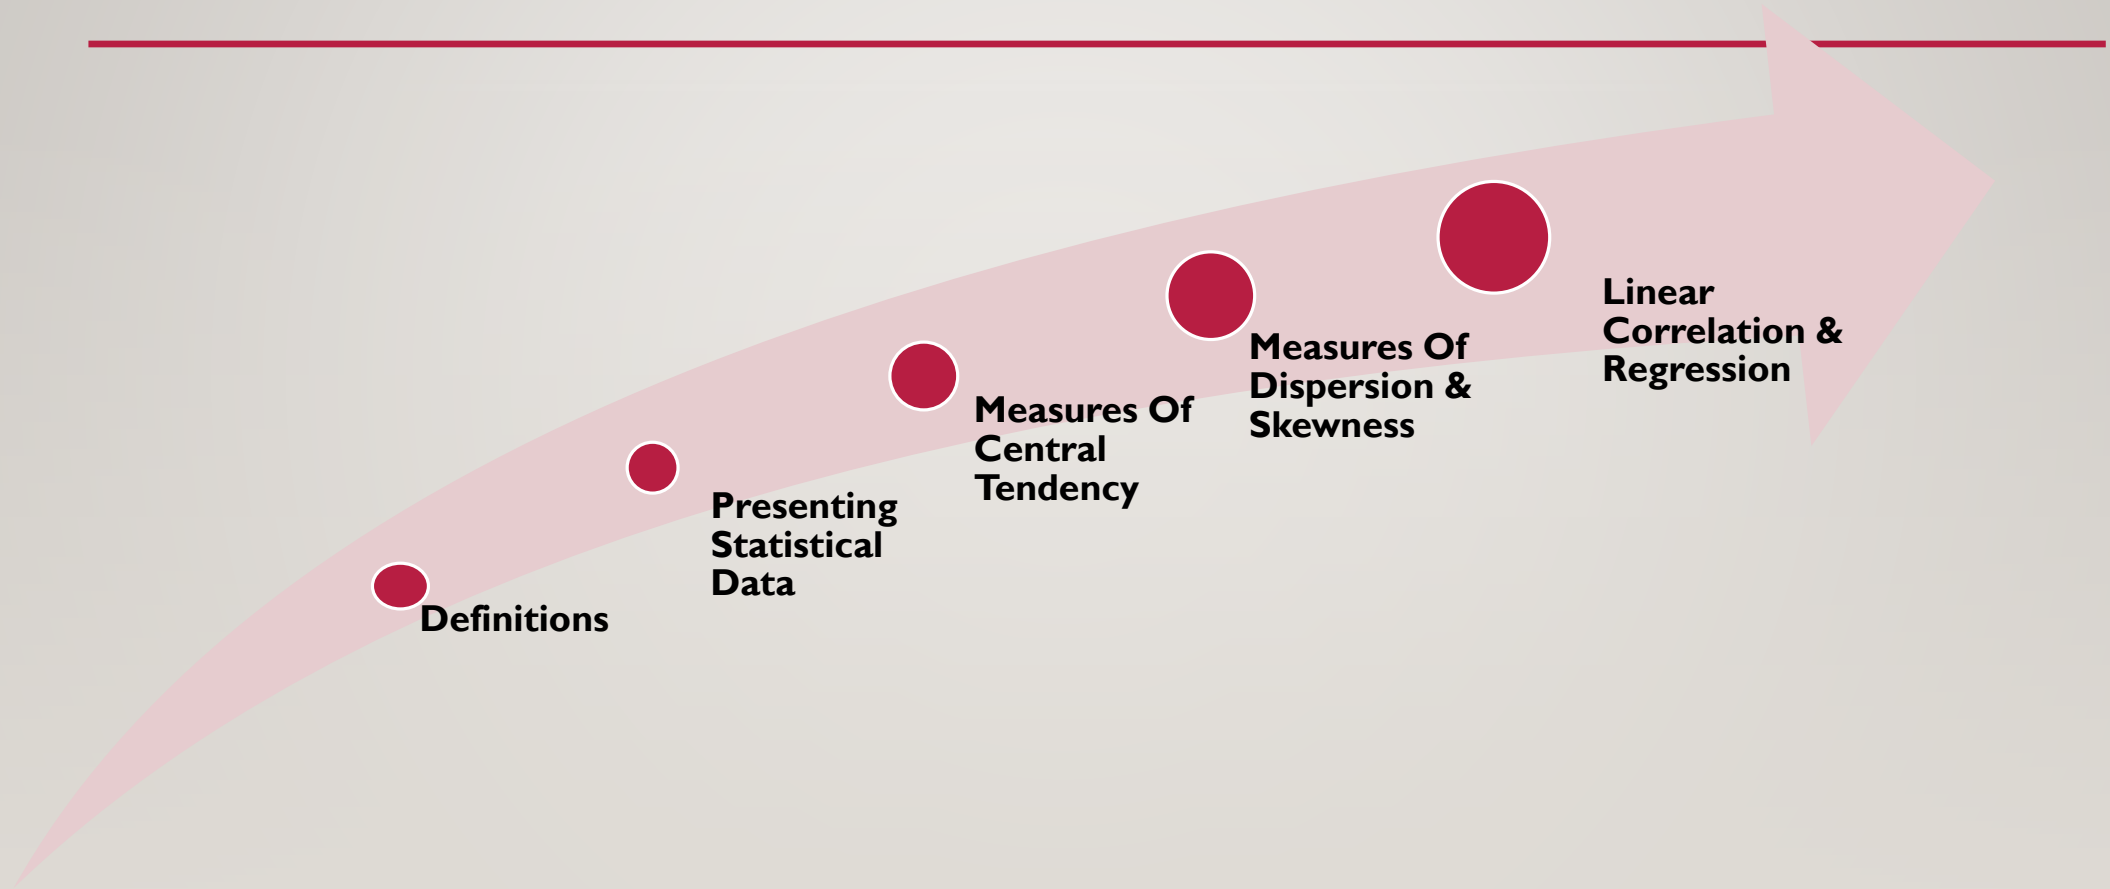 Definitions
Presenting
Statistical
Data
Measures Of
Central
Tendency
Measures Of
Dispersion &
Skewness
Linear
Correlation &
Regression